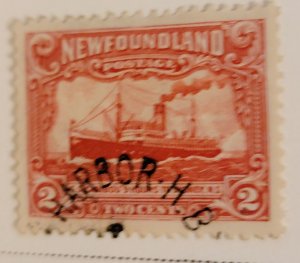 NEWFOUNDLAND
POSTAGE
HARBOR. H. B
2 2
TWO CENTS